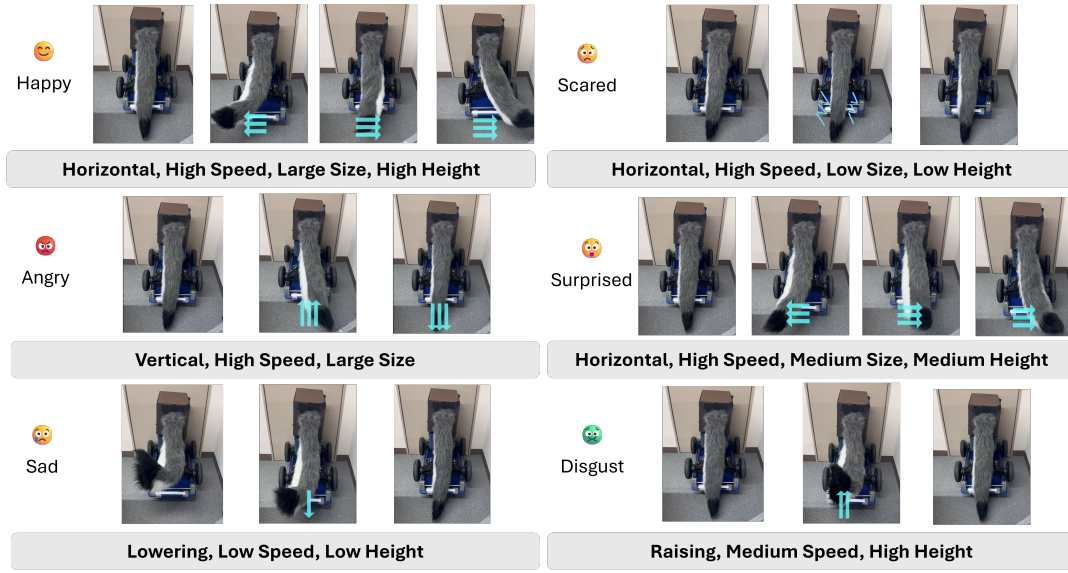 Happy
Horizontal, High Speed, Large Size, High Height
Scared
Horizontal, High Speed, Low Size, Low Height
Angry
Vertical, High Speed, Large Size
Surprised
Horizontal, High Speed, Medium Size, Medium Height
Sad
Lowering, Low Speed, Low Height
Disgust
Raising, Medium Speed, High Height